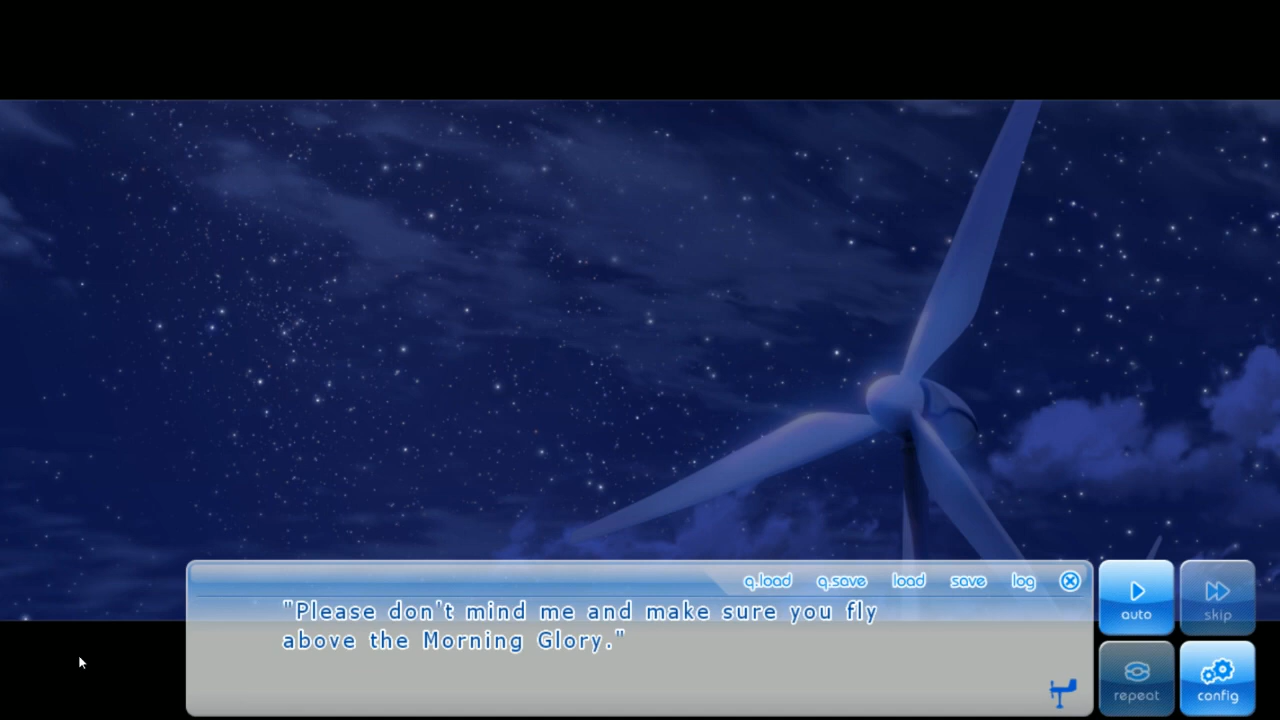 q.load q.save load save log
"Please don't mind me and make sure you fly
above the Morning Glory."
auto skip
repeat config